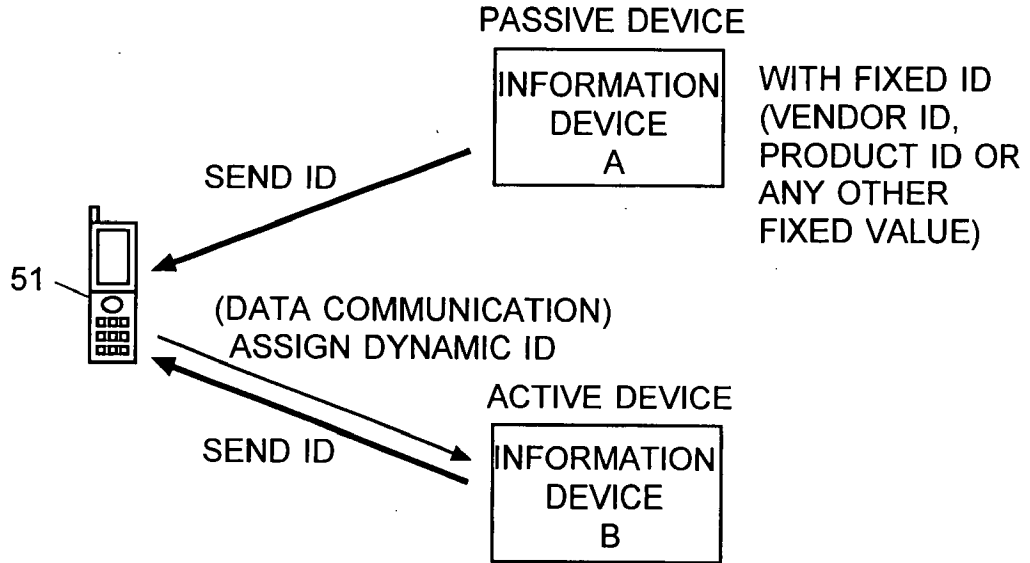 PASSIVE DEVICE
INFORMATION
DEVICE
A
WITH FIXED ID
(VENDOR ID,
PRODUCT ID OR
ANY OTHER
FIXED VALUE)
SEND ID
51
(DATA COMMUNICATION)
ASSIGN DYNAMIC ID
ACTIVE DEVICE
SEND ID
INFORMATION
DEVICE
B